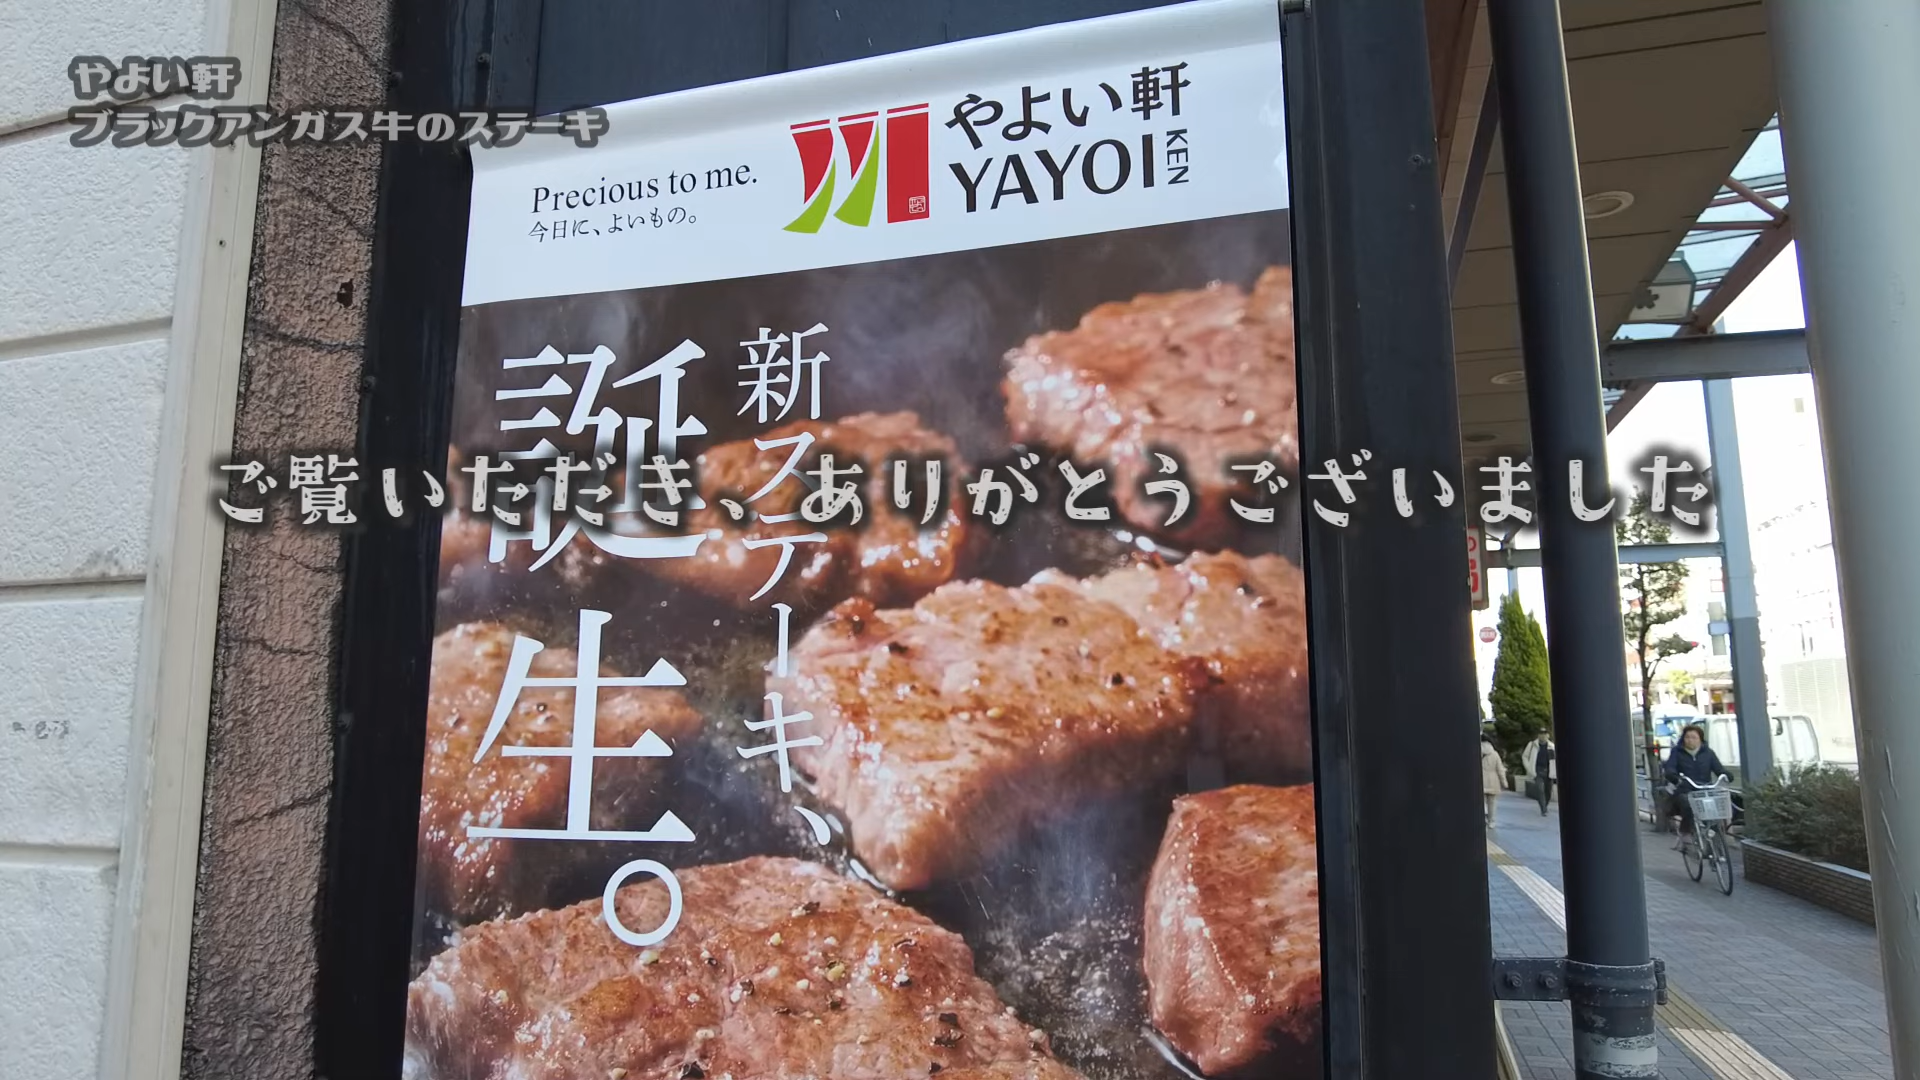 やよい軒
ブラックアンガス牛のステーキ
Precious to me.
今日に、よいもの。
やよい軒
YAYOI KEN
新ステーキ、
誕生。
ご覧いただき、ありがとうございました